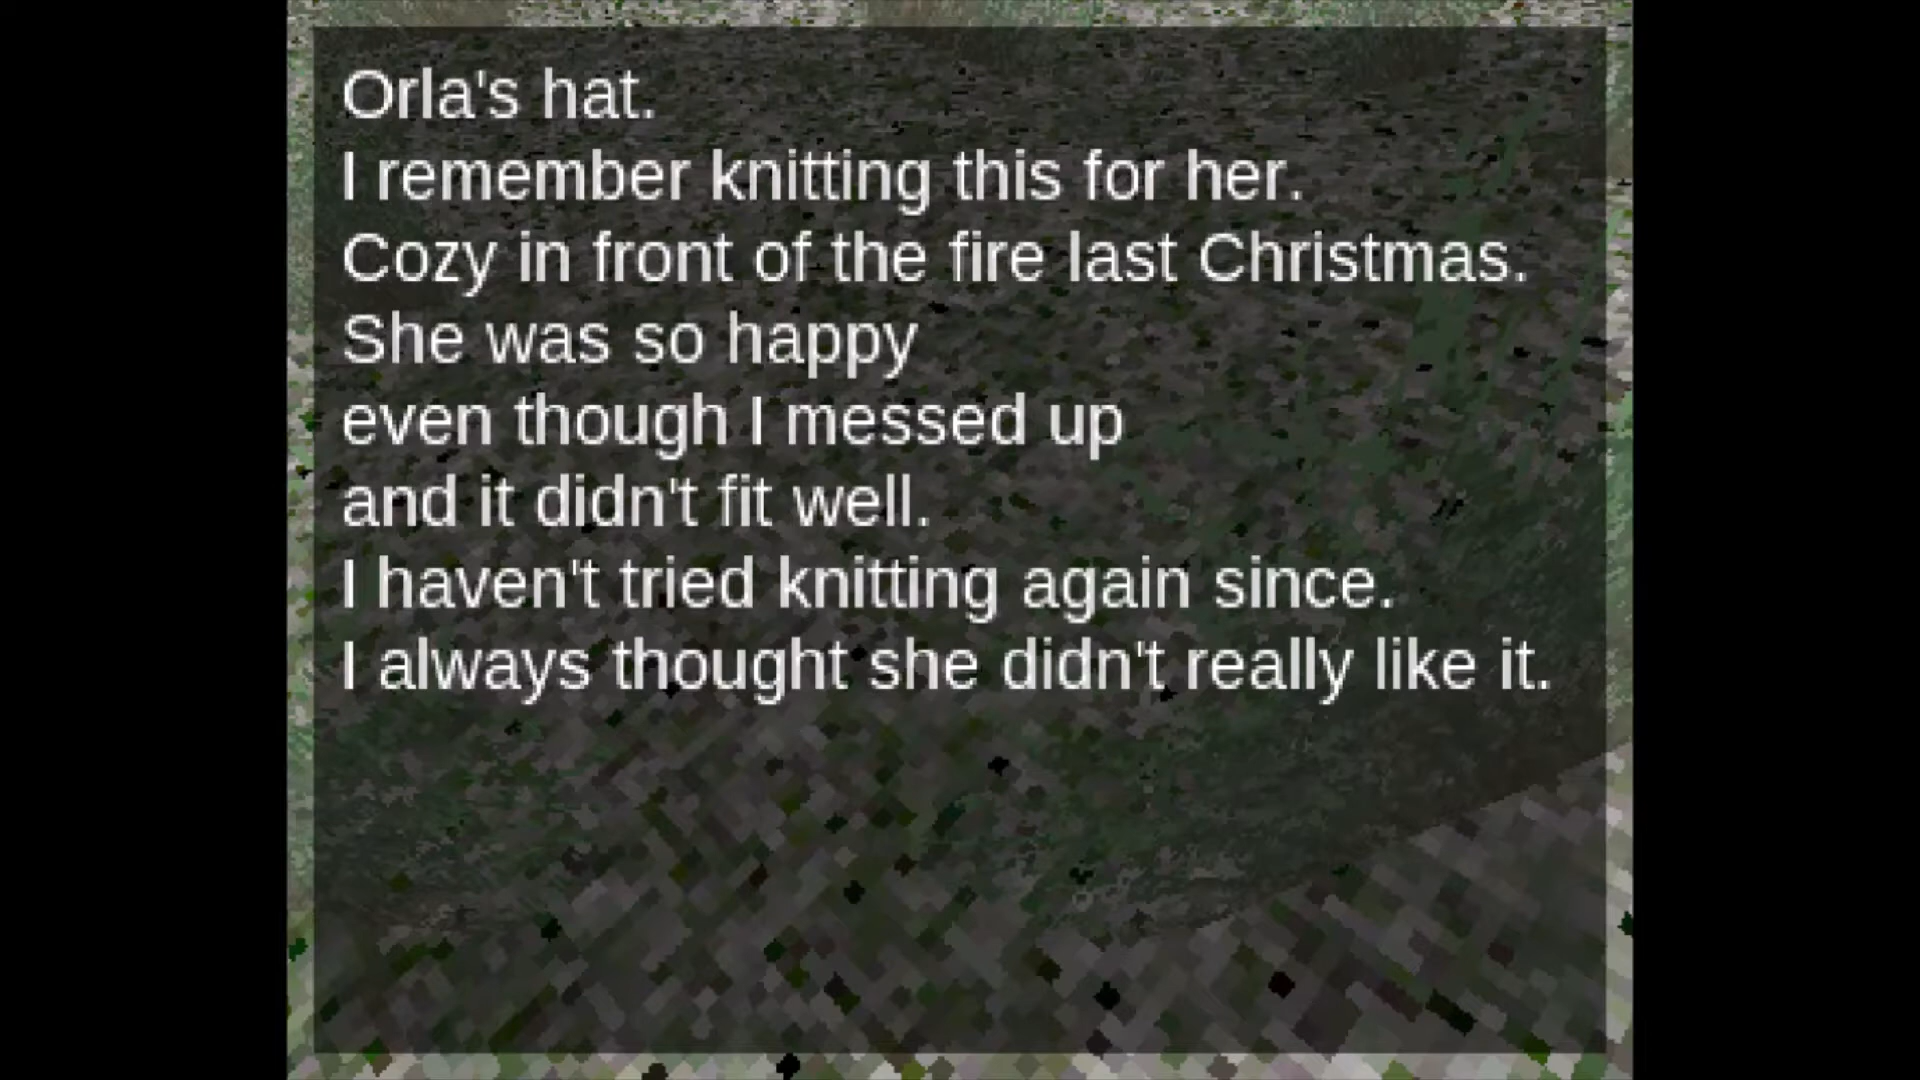 Orla's hat.
I remember knitting this for her.
Cozy in front of the fire last Christmas.
She was so happy
even though I messed up
and it didn't fit well.
I haven't tried knitting again since.
I always thought she didn't really like it.